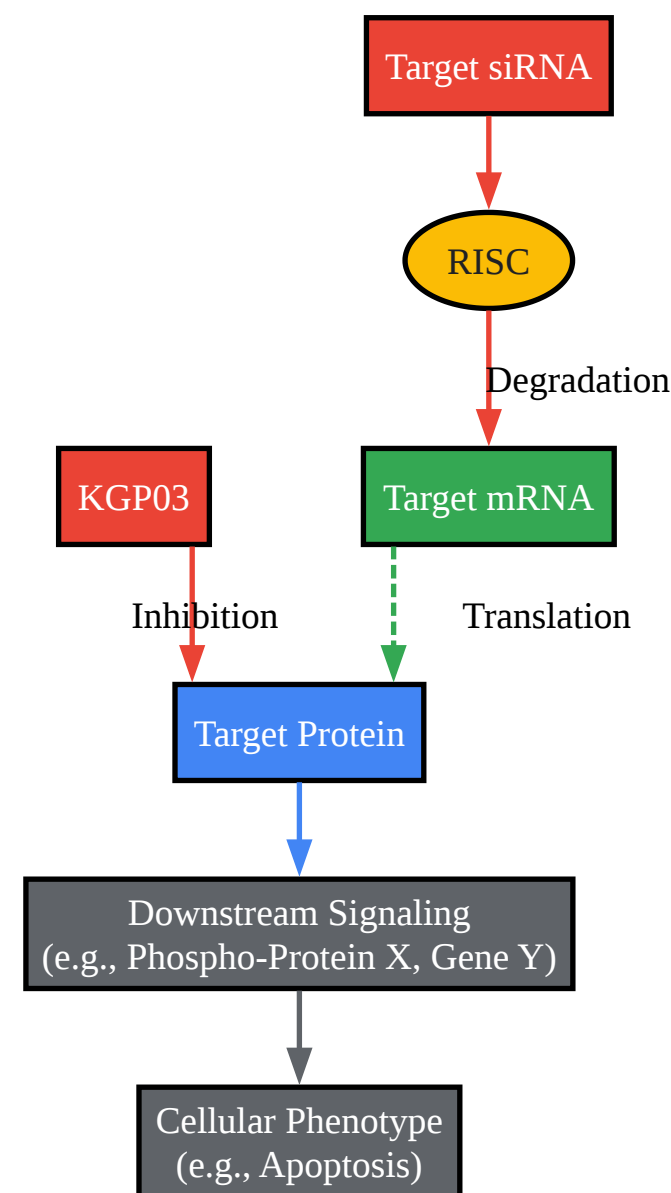 Target siRNA
RISC
Degradation
KGP03
Target mRNA
Inhibition
Translation
Target Protein
Downstream Signaling
(e.g., Phospho-Protein X, Gene Y)
Cellular Phenotype
(e.g., Apoptosis)